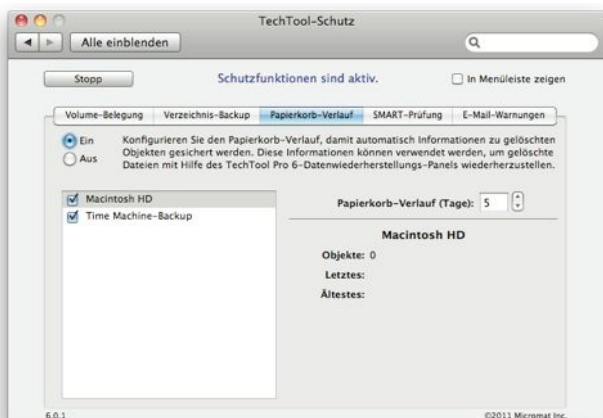 TechTool-Schutz
Alle einblenden
Stopp
Schutzfunktionen sind aktiv.
In Menüleiste zeigen
Volume-Belegung
Verzeichnis-Backup
Papierkorb-Verlauf
SMART-Prüfung
E-Mail-Warnungen
Ein
Aus
Konfigurieren Sie den Papierkorb-Verlauf, damit automatisch Informationen zu gelöschten
Objekten gesichert werden. Diese Informationen können verwendet werden, um gelöschte
Dateien mit Hilfe des TechTool Pro 6-Datenwiederherstellungs-Panels wiederherzustellen.
Macintosh HD
Time Machine-Backup
Papierkorb-Verlauf (Tage): 5
Macintosh HD
Objekte: 0
Letztes:
Ältestes:
6.0.1
©2011 Micromat Inc.